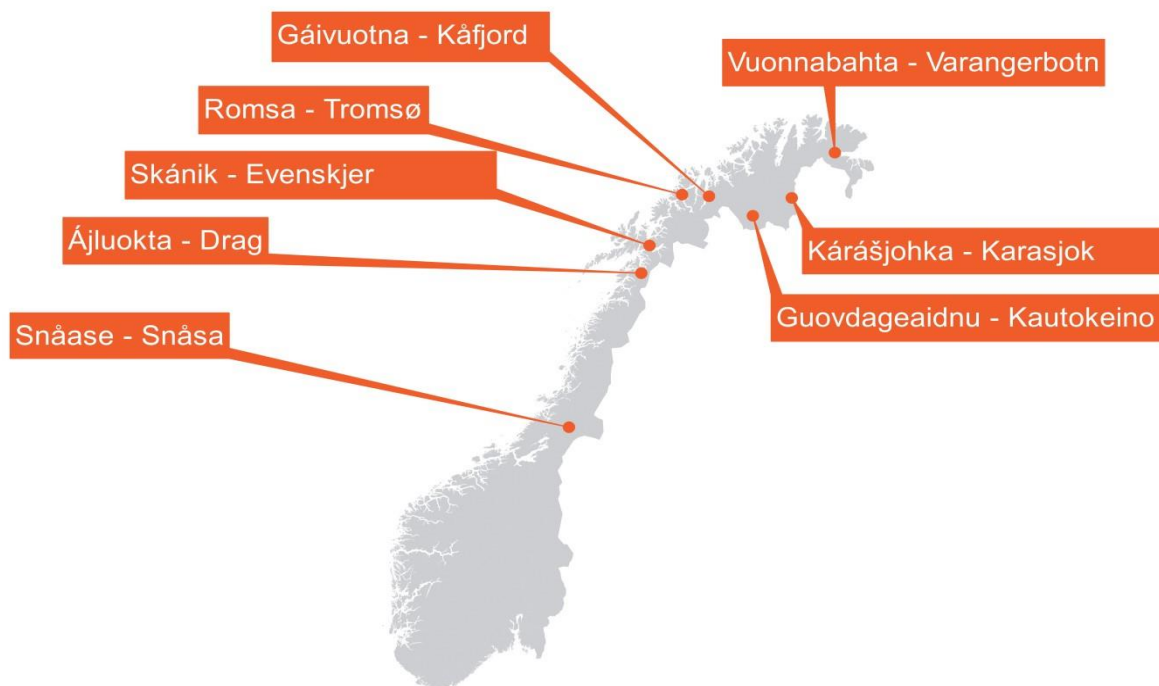 Gáivuotna - Kåfjord
Vuonnabahta - Varangerbotn
Romsa - Tromsø
Skánik - Evenskjer
Ájluokta - Drag
Kárášjohka - Karasjok
Guovdageaidnu - Kautokeino
Snåase - Snåsa